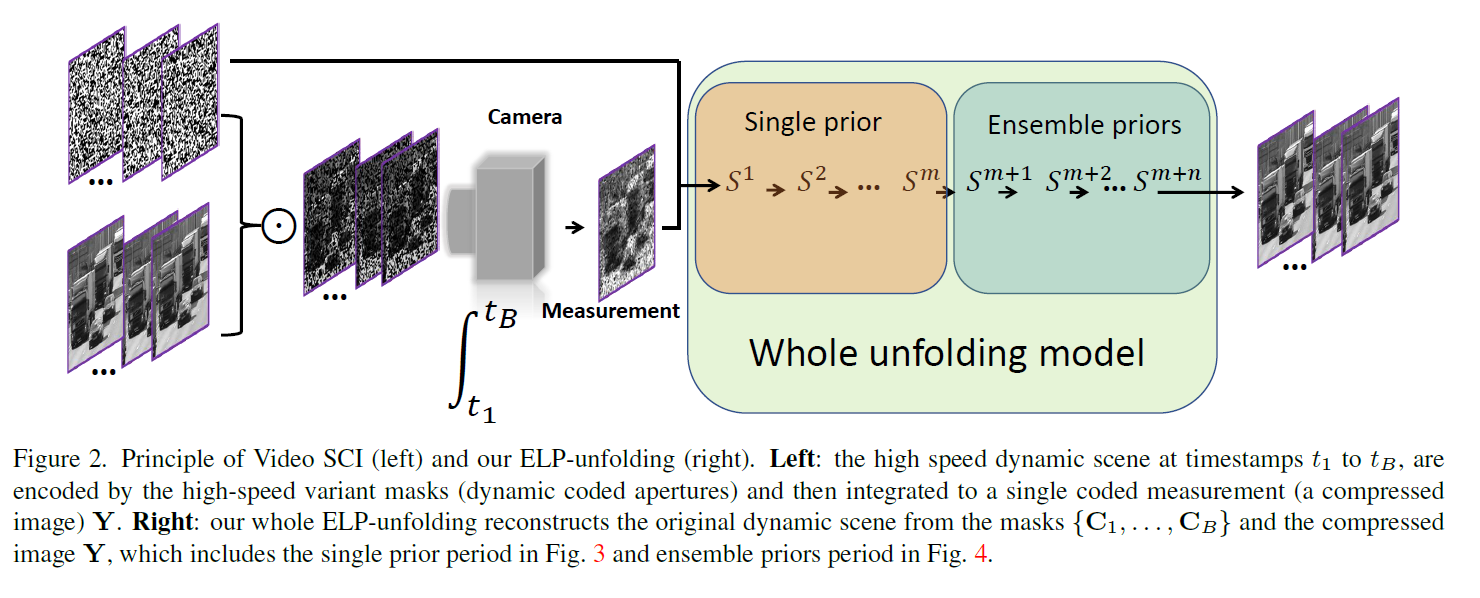 ...
...
⊙
...
Camera
Measurement
∫ t_1 t_B
Single prior
S^1 → S^2 → ... S^m →
Ensemble priors
S^{m+1} → S^{m+2} → ... S^{m+n} →
Whole unfolding model
...
Figure 2. Principle of Video SCI (left) and our ELP-unfolding (right). Left: the high speed dynamic scene at timestamps t_1 to t_B, are
encoded by the high-speed variant masks (dynamic coded apertures) and then integrated to a single coded measurement (a compressed
image) Y. Right: our whole ELP-unfolding reconstructs the original dynamic scene from the masks {C_1, . . . , C_B} and the compressed
image Y, which includes the single prior period in Fig. 3 and ensemble priors period in Fig. 4.